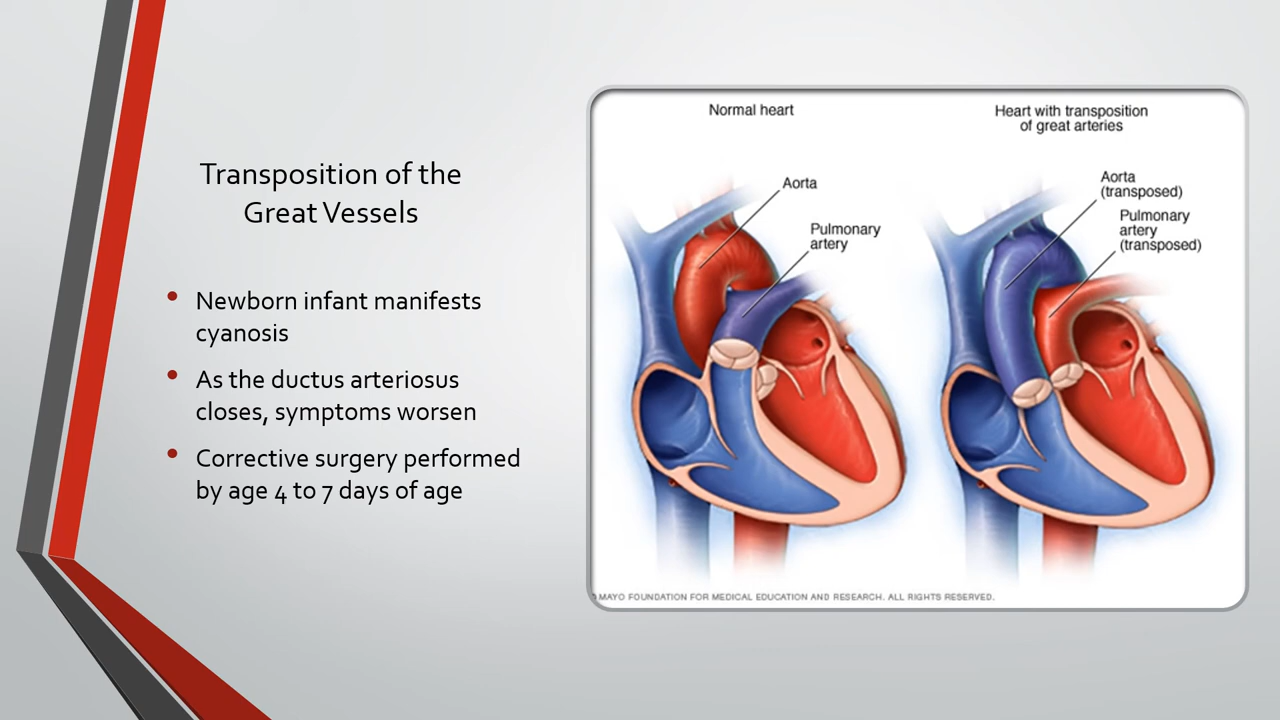 Transposition of the
Great Vessels
• Newborn infant manifests
cyanosis
• As the ductus arteriosus
closes, symptoms worsen
• Corrective surgery performed
by age 4 to 7 days of age
Normal heart
Aorta
Pulmonary
artery
Heart with transposition
of great arteries
Aorta
(transposed)
Pulmonary
artery
(transposed)
MAYO FOUNDATION FOR MEDICAL EDUCATION AND RESEARCH. ALL RIGHTS RESERVED.